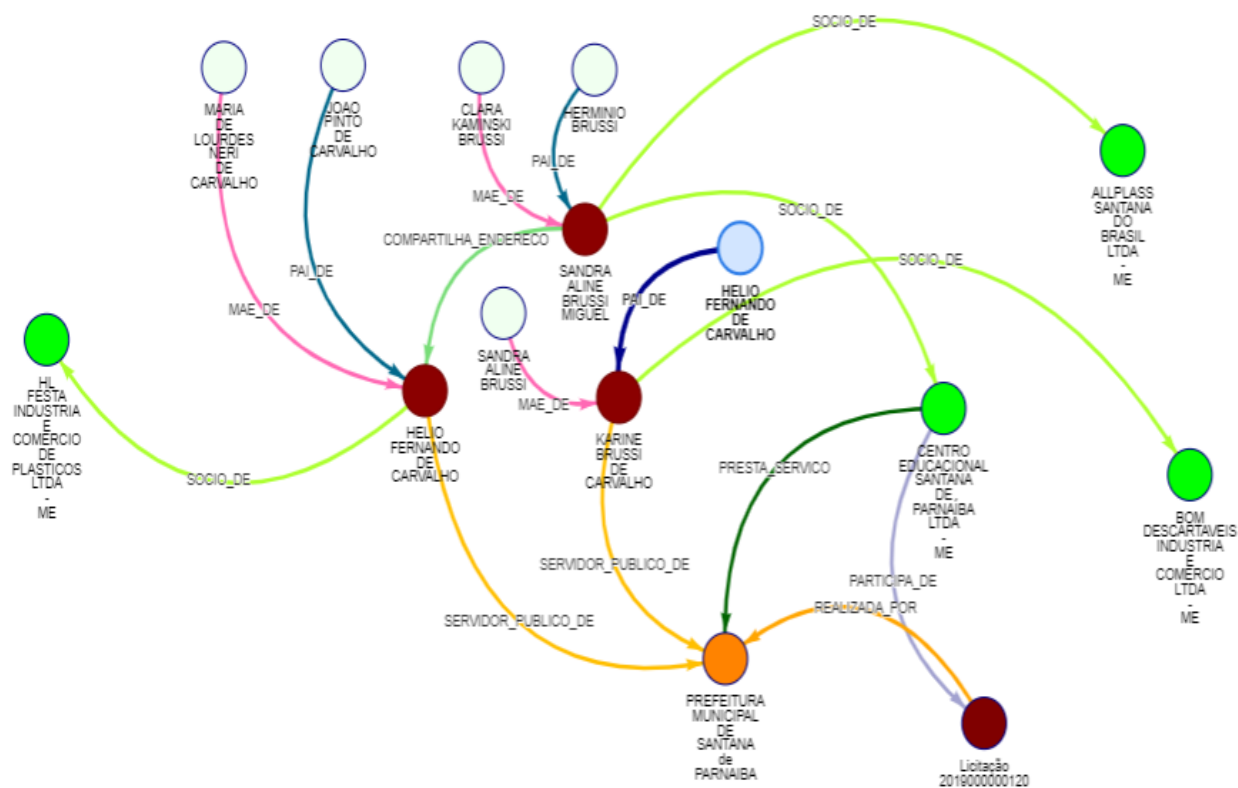 SOCIO_DE
MARIA
DE
LOURDES
NERI
DE
CARVALHO
JOAO
PINTO
DE
CARVALHO
CLARA
KAMINSKI
BRUSSI
HERMINIO
BRUSSI
PAI_DE
MAE_DE
ALLPLASS
SANTANA
DO
BRASIL
LTDA
-
ME
SOCIO_DE
COMPARTILHA_ENDERECO
SANDRA
ALINE
BRUSSI
MIGUEL
SOCIO_DE
PAI_DE
PAI_DE
HELIO
FERNANDO
DE
CARVALHO
MAE_DE
SANDRA
ALINE
BRUSSI
MAE_DE
HL
FESTA
INDUSTRIA
E
COMERCIO
DE
PLASTICOS
LTDA
-
ME
SOCIO_DE
HELIO
FERNANDO
DE
CARVALHO
KARINE
BRUSSI
DE
CARVALHO
PRESTA_SERVICO
CENTRO
EDUCACIONAL
SANTANA
DE
PARNAIBA
LTDA
-
ME
BOM
DESCARTAVEIS
INDUSTRIA
E
COMERCIO
LTDA
-
ME
SERVIDOR_PUBLICO_DE
PARTICIPA_DE
REALIZADA_POR
SERVIDOR_PUBLICO_DE
PREFEITURA
MUNICIPAL
DE
SANTANA
de
PARNAIBA
Licitação
2019000000120